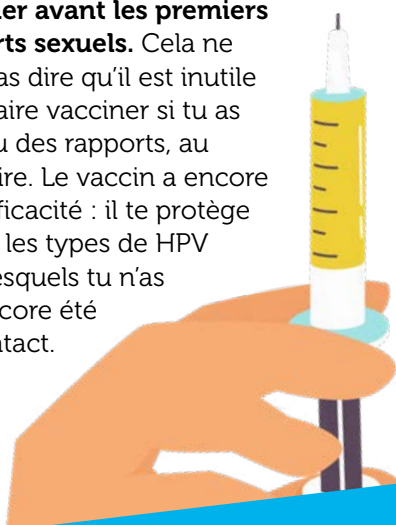 er avant les premiers
rts sexuels. Cela ne
as dire qu'il est inutile
aire vacciner si tu as
u des rapports, au
ire. Le vaccin a encore
ficacité : il te protège
les types de HPV
esquels tu n'as
core été
tact.